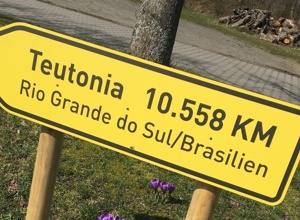 Teutonia 10.558 KM
Rio Grande do Sul/Brasilien